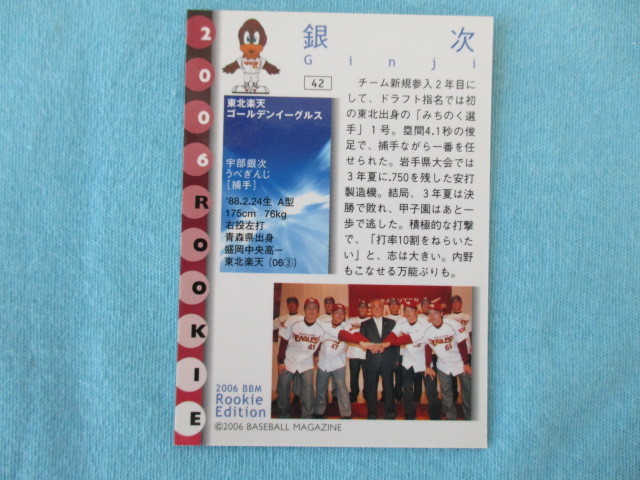 2006 ROOKIE
銀次
Ginji
42
東北楽天
ゴールデンイーグルス
宇部銀次
うべぎんじ
[捕手]
'88.2.24生 A型
175cm 76kg
右投左打
青森県出身
盛岡中央高一
東北楽天（06③）
チーム新規参入２年目に
して、ドラフト指名では初
の東北出身の「みちのく選
手」１号。塁間4.1秒の俊
足で、捕手ながら一番を任
せられた。岩手県大会では
３年夏に.750を残した安打
製造機。結局、３年夏は決
勝で敗れ、甲子園はあと一
歩で逃した。積極的な打撃
で、「打率10割をねらいた
い」と、志は大きい。内野
もこなせる万能ぶりも。
2006 BBM
Rookie
Edition
©2006 BASEBALL MAGAZINE